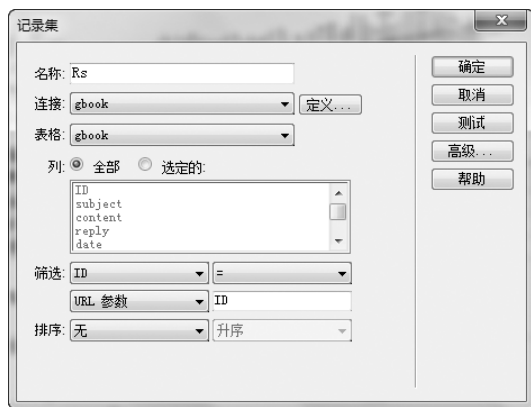 记录集
名称: Rs
连接: gbook 定义...
表格: gbook
列: 全部 选定的:
ID
subject
content
reply
date
筛选: ID =
URL 参数 ID
排序: 无 升序
确定
取消
测试
高级...
帮助